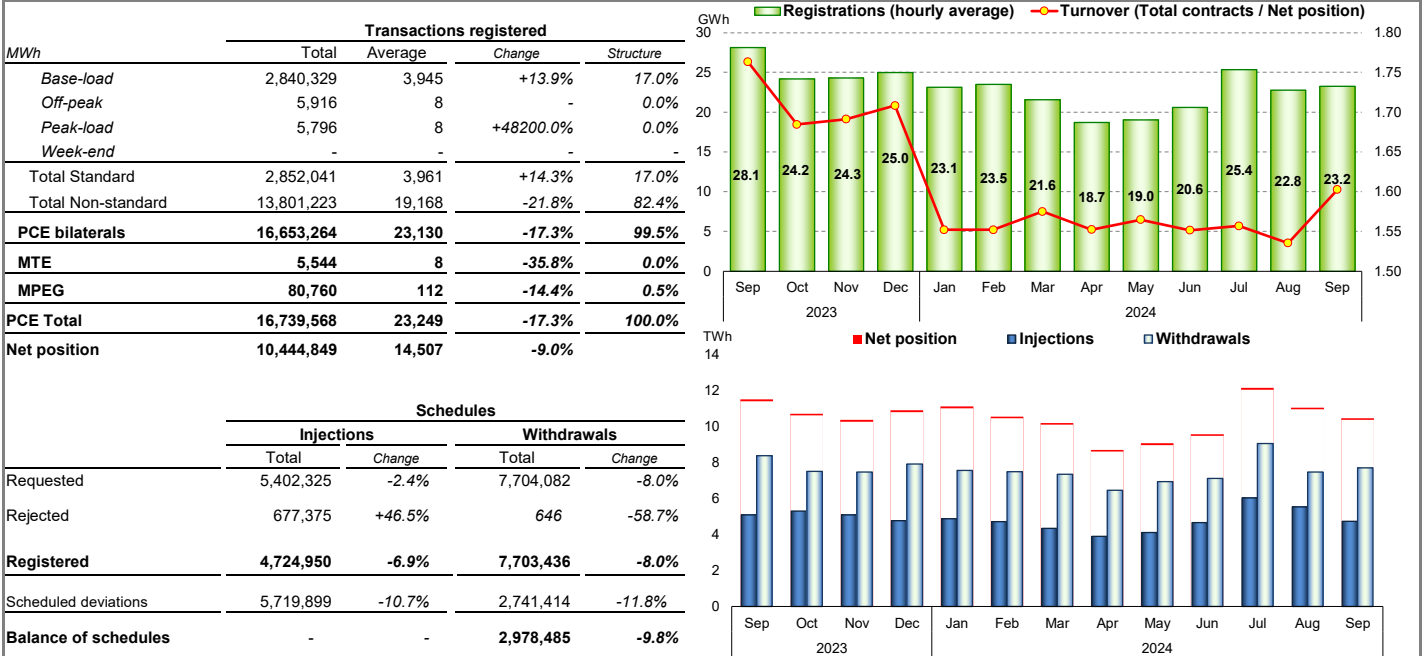 Transactions registered
MWh Total Average Change Structure
Base-load 2,840,329 3,945 +13.9% 17.0%
Off-peak 5,916 8 - 0.0%
Peak-load 5,796 8 +48200.0% 0.0%
Week-end - - - -
Total Standard 2,852,041 3,961 +14.3% 17.0%
Total Non-standard 13,801,223 19,168 -21.8% 82.4%
PCE bilaterals 16,653,264 23,130 -17.3% 99.5%
MTE 5,544 8 -35.8% 0.0%
MPEG 80,760 112 -14.4% 0.5%
PCE Total 16,739,568 23,249 -17.3% 100.0%
Net position 10,444,849 14,507 -9.0%
Schedules
Injections Withdrawals
Total Change Total Change
Requested 5,402,325 -2.4% 7,704,082 -8.0%
Rejected 677,375 +46.5% 646 -58.7%
Registered 4,724,950 -6.9% 7,703,436 -8.0%
Scheduled deviations 5,719,899 -10.7% 2,741,414 -11.8%
Balance of schedules - - 2,978,485 -9.8%
Registrations (hourly average) Turnover (Total contracts / Net position)
GWh
30 1.80
25 1.75
20 1.70
15 1.65
10 1.60
5 1.55
0 1.50
28.1 24.2 24.3 25.0 23.1 23.5 21.6 18.7 19.0 20.6 25.4 22.8 23.2
Sep Oct Nov Dec Jan Feb Mar Apr May Jun Jul Aug Sep
2023 2024
TWh
Net position Injections Withdrawals
14
12
10
8
6
4
2
0
Sep Oct Nov Dec Jan Feb Mar Apr May Jun Jul Aug Sep
2023 2024